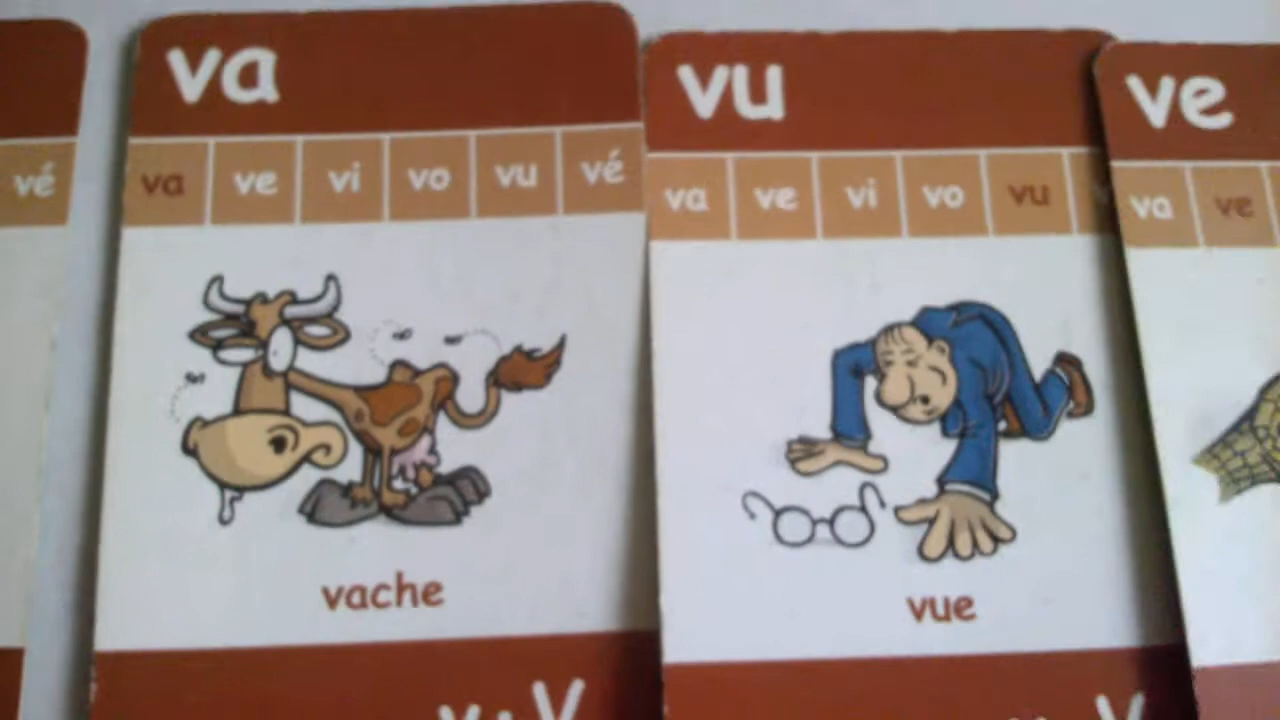 vé
va
va ve vi vo vu vé
vache
v . V
vu
va ve vi vo vu
vue
V
ve
va ve